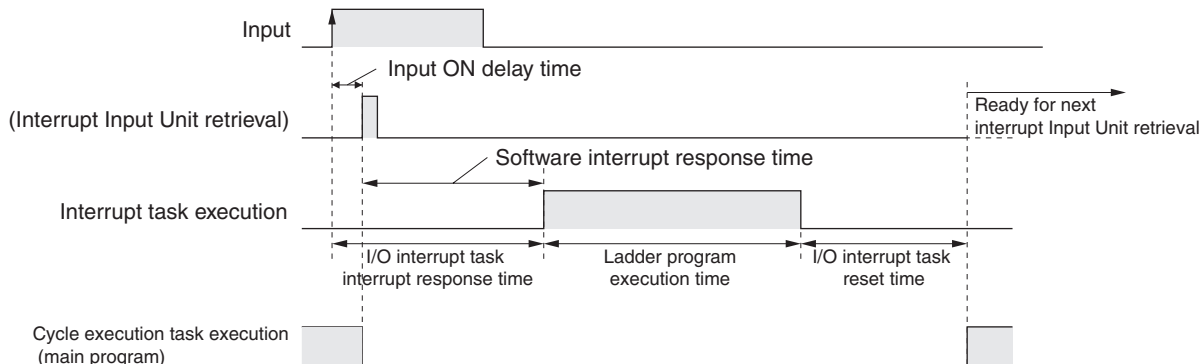 Input
Input ON delay time
(Interrupt Input Unit retrieval)
Ready for next
interrupt Input Unit retrieval
Software interrupt response time
Interrupt task execution
I/O interrupt task
interrupt response time
Ladder program
execution time
I/O interrupt task
reset time
Cycle execution task execution
(main program)